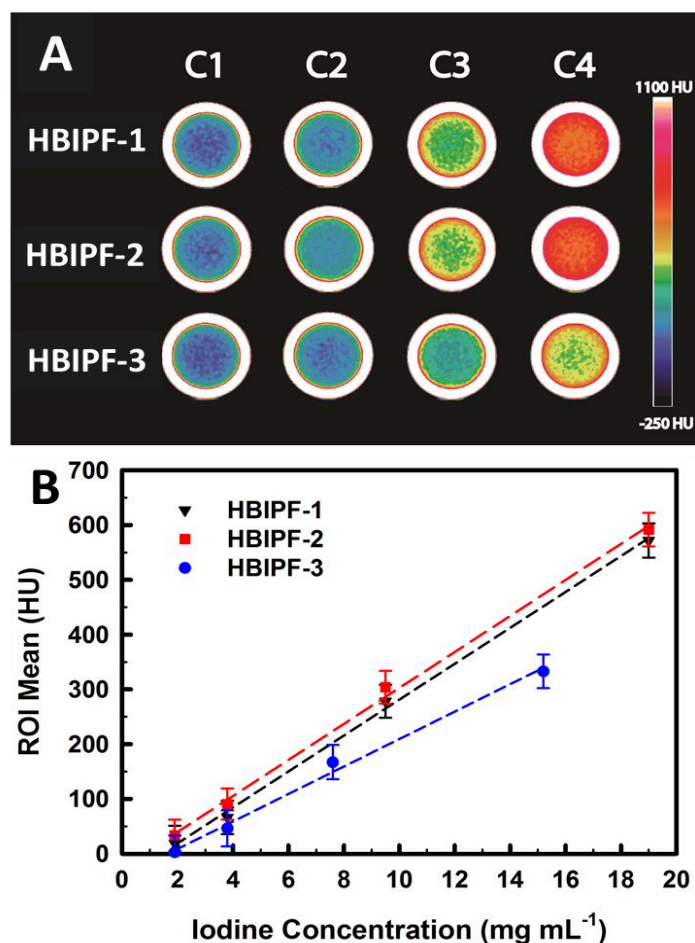 A
C1 C2 C3 C4
1100 HU
HBIPF-1
HBIPF-2
HBIPF-3
-250 HU
B
700
600
500
400
300
200
100
0
ROI Mean (HU)
HBIPF-1
HBIPF-2
HBIPF-3
0 2 4 6 8 10 12 14 16 18 20
Iodine Concentration (mg mL⁻¹)